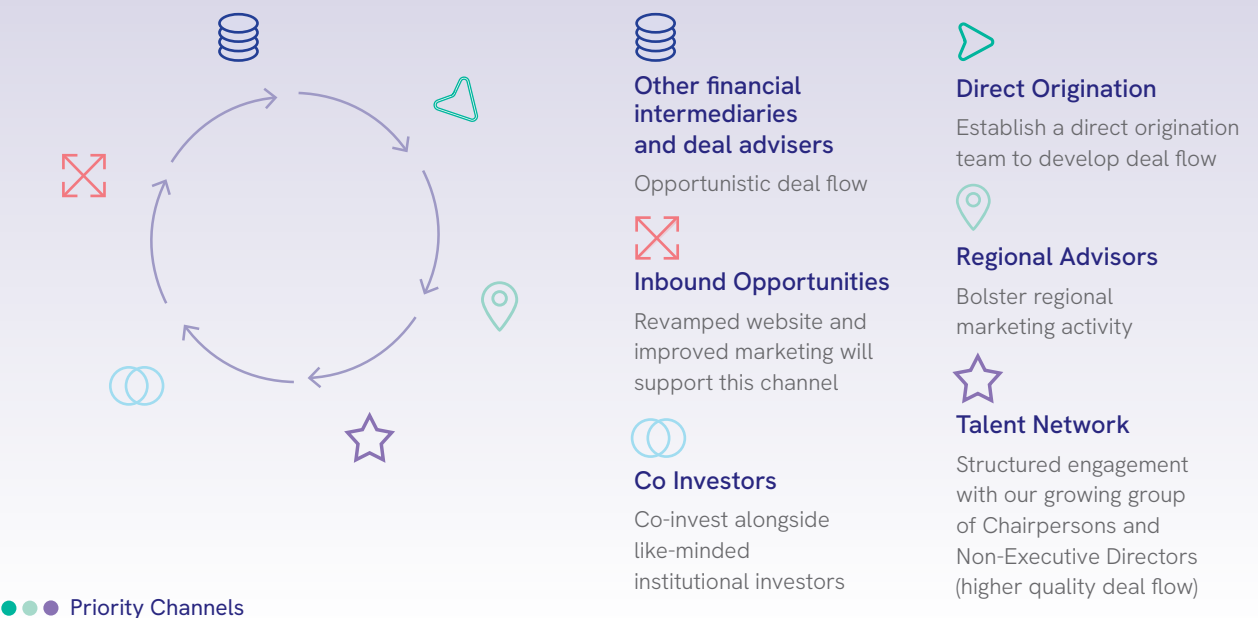 Other financial
intermediaries
and deal advisers
Opportunistic deal flow
Inbound Opportunities
Revamped website and
improved marketing will
support this channel
Co Investors
Co-invest alongside
like-minded
institutional investors
Direct Origination
Establish a direct origination
team to develop deal flow
Regional Advisors
Bolster regional
marketing activity
Talent Network
Structured engagement
with our growing group
of Chairpersons and
Non-Executive Directors
(higher quality deal flow)
Priority Channels